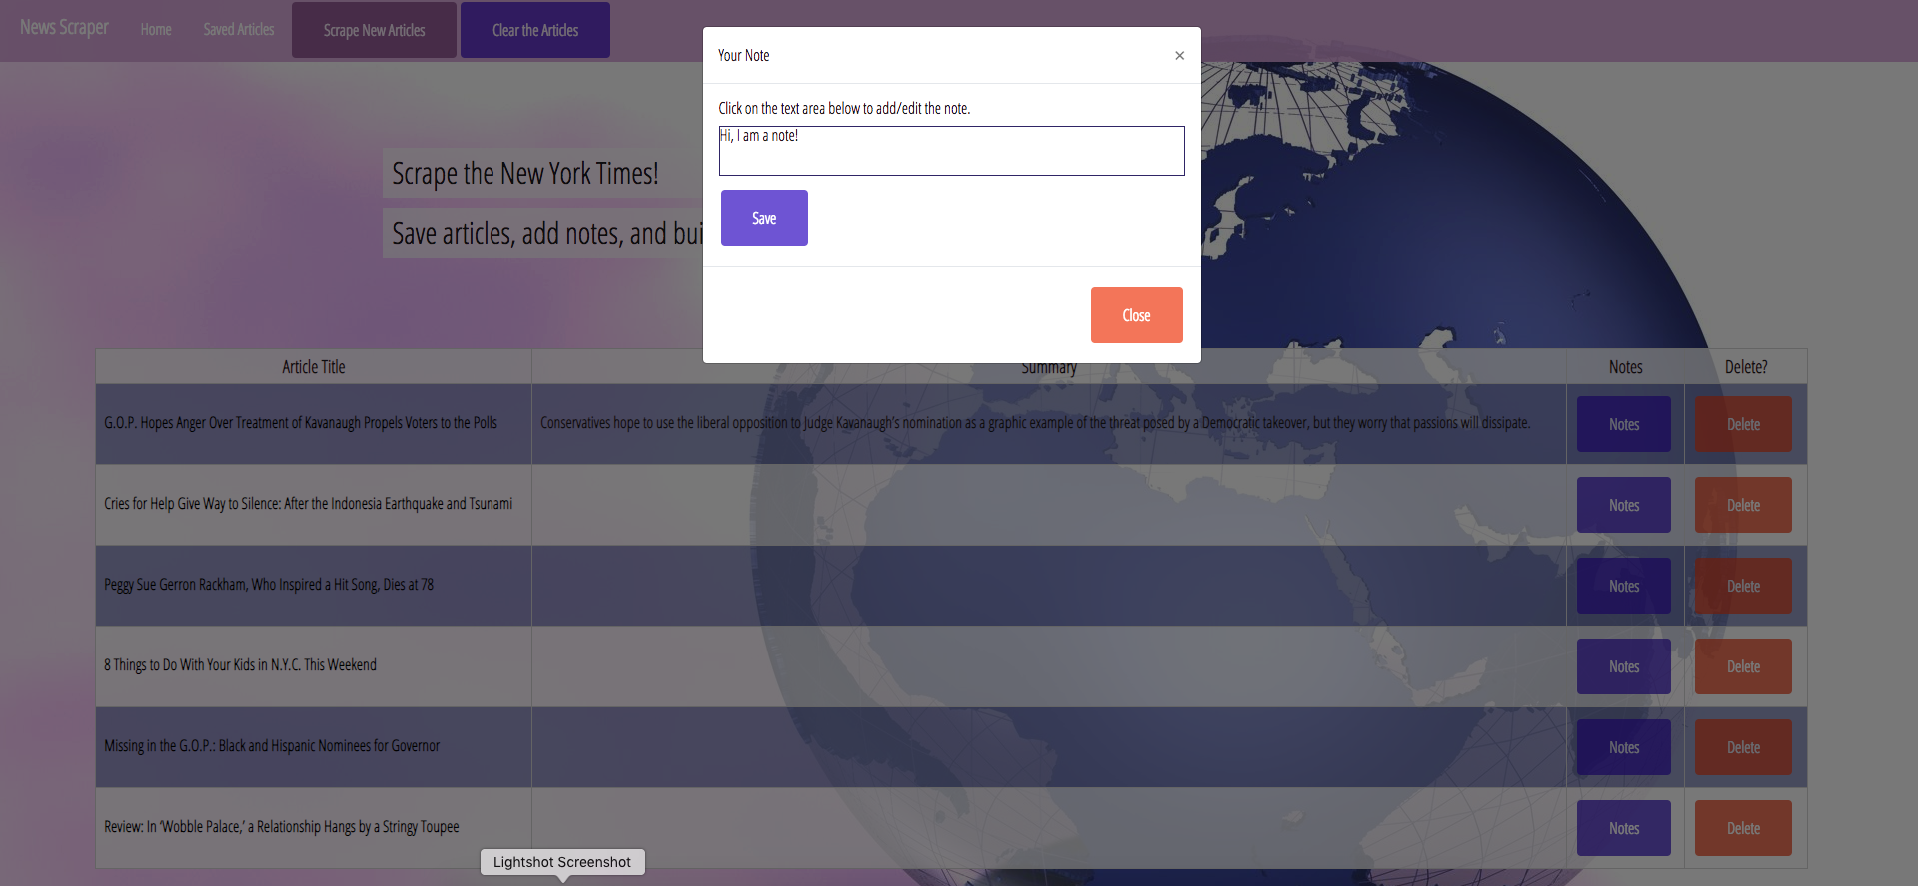 News Scraper
Home
Saved Articles
Scrape New Articles
Clear the Articles
Your Note
×
Click on the text area below to add/edit the note.
Hi, I am a note!
Save
Close
Scrape the New York Times!
Save articles, add notes, and bui
Article Title
Summary
Notes
Delete?
G.O.P. Hopes Anger Over Treatment of Kavanaugh Propels Voters to the Polls
Conservatives hope to use the liberal opposition to Judge Kavanaugh’s nomination as a graphic example of the threat posed by a Democratic takeover, but they worry that passions will dissipate.
Notes
Delete
Cries for Help Give Way to Silence: After the Indonesia Earthquake and Tsunami
Notes
Delete
Peggy Sue Gerron Rackham, Who Inspired a Hit Song, Dies at 78
Notes
Delete
8 Things to Do With Your Kids in N.Y.C. This Weekend
Notes
Delete
Missing in the G.O.P.: Black and Hispanic Nominees for Governor
Notes
Delete
Review: In ‘Wobble Palace,’ a Relationship Hangs by a Stringy Toupee
Notes
Delete
Lightshot Screenshot